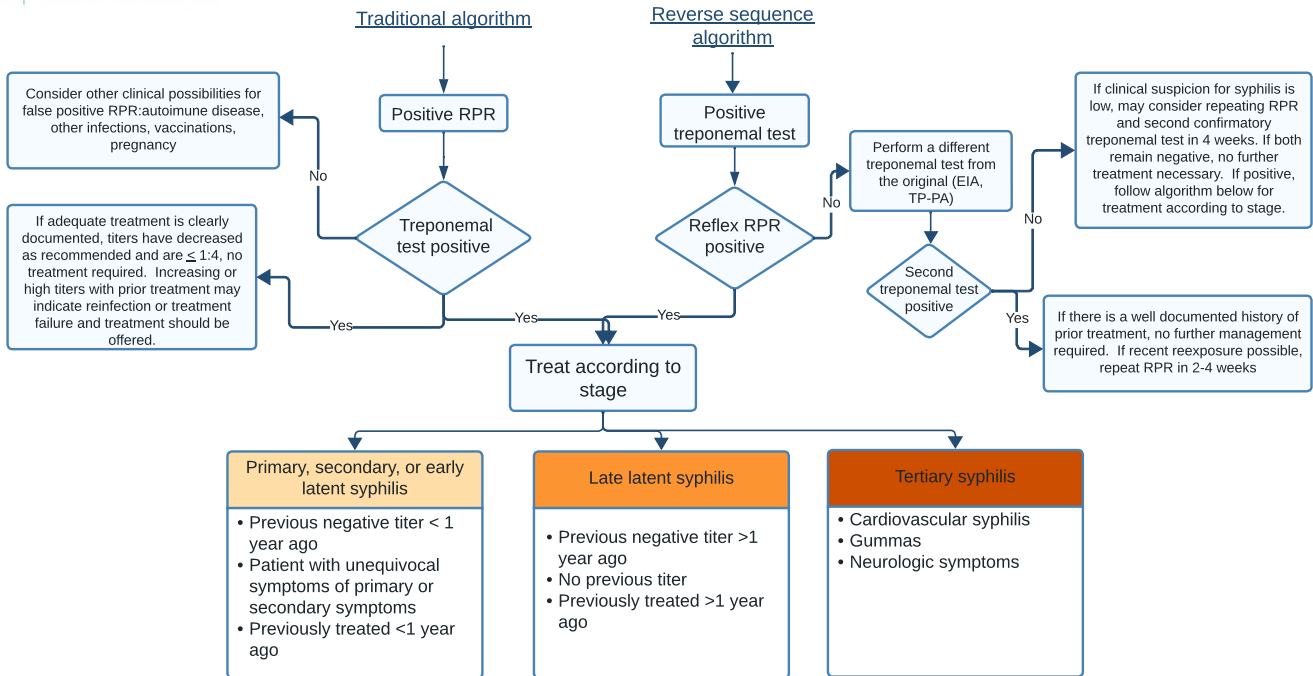 Traditional algorithm
Reverse sequence
algorithm
Consider other clinical possibilities for
false positive RPR:autoimune disease,
other infections, vaccinations,
pregnancy
Positive RPR
Positive
treponemal test
Perform a different
treponemal test from
the original (EIA,
TP-PA)
If clinical suspicion for syphilis is
low, may consider repeating RPR
and second confirmatory
treponemal test in 4 weeks. If both
remain negative, no further
treatment necessary.  If positive,
follow algorithm below for
treatment according to stage.
No
No
No
If adequate treatment is clearly
documented, titers have decreased
as recommended and are < 1:4, no
treatment required.  Increasing or
high titers with prior treatment may
indicate reinfection or treatment
failure and treatment should be
offered.
Treponemal
test positive
Reflex RPR
positive
Second
treponemal test
positive
Yes
Yes
Yes
Yes
If there is a well documented history of
prior treatment, no further management
required.  If recent reexposure possible,
repeat RPR in 2-4 weeks
Treat according to
stage
Primary, secondary, or early
latent syphilis
• Previous negative titer < 1
year ago
• Patient with unequivocal
symptoms of primary or
secondary symptoms
• Previously treated <1 year
ago
Late latent syphilis
• Previous negative titer >1
year ago
• No previous titer
• Previously treated >1 year
ago
Tertiary syphilis
• Cardiovascular syphilis
• Gummas
• Neurologic symptoms